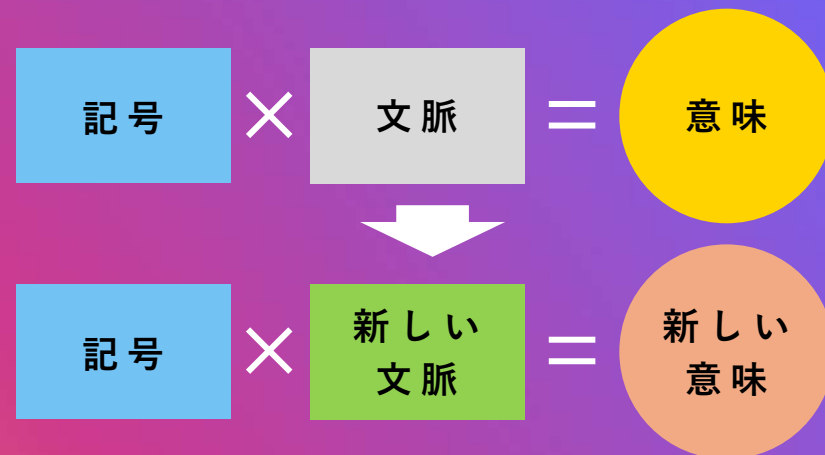 記号 × 文脈 = 意味
記号 × 新しい文脈 = 新しい意味